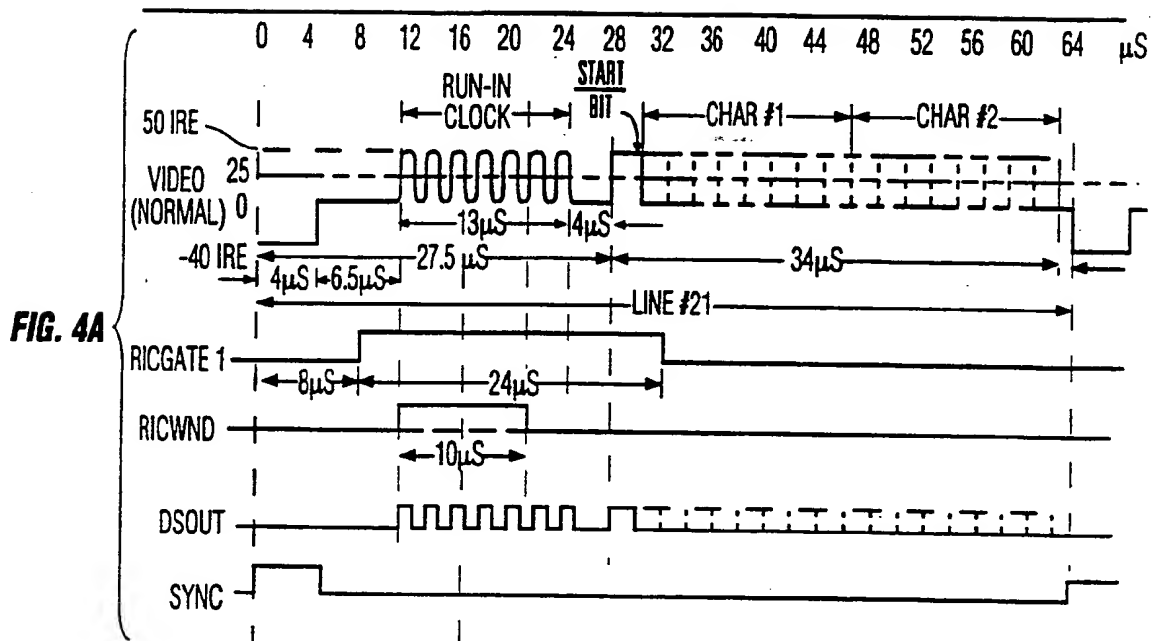 0 4 8 12 16 20 24 28 32 36 40 44 48 52 56 60 64 µS
RUN-IN
CLOCK
START
BIT
CHAR #1
CHAR #2
50 IRE
25
VIDEO
(NORMAL)
0
-40 IRE
13µS
4µS
27.5 µS
34µS
4µS
6.5µS
LINE #21
FIG. 4A
RICGATE 1
8µS
24µS
RICWND
10µS
DSOUT
SYNC